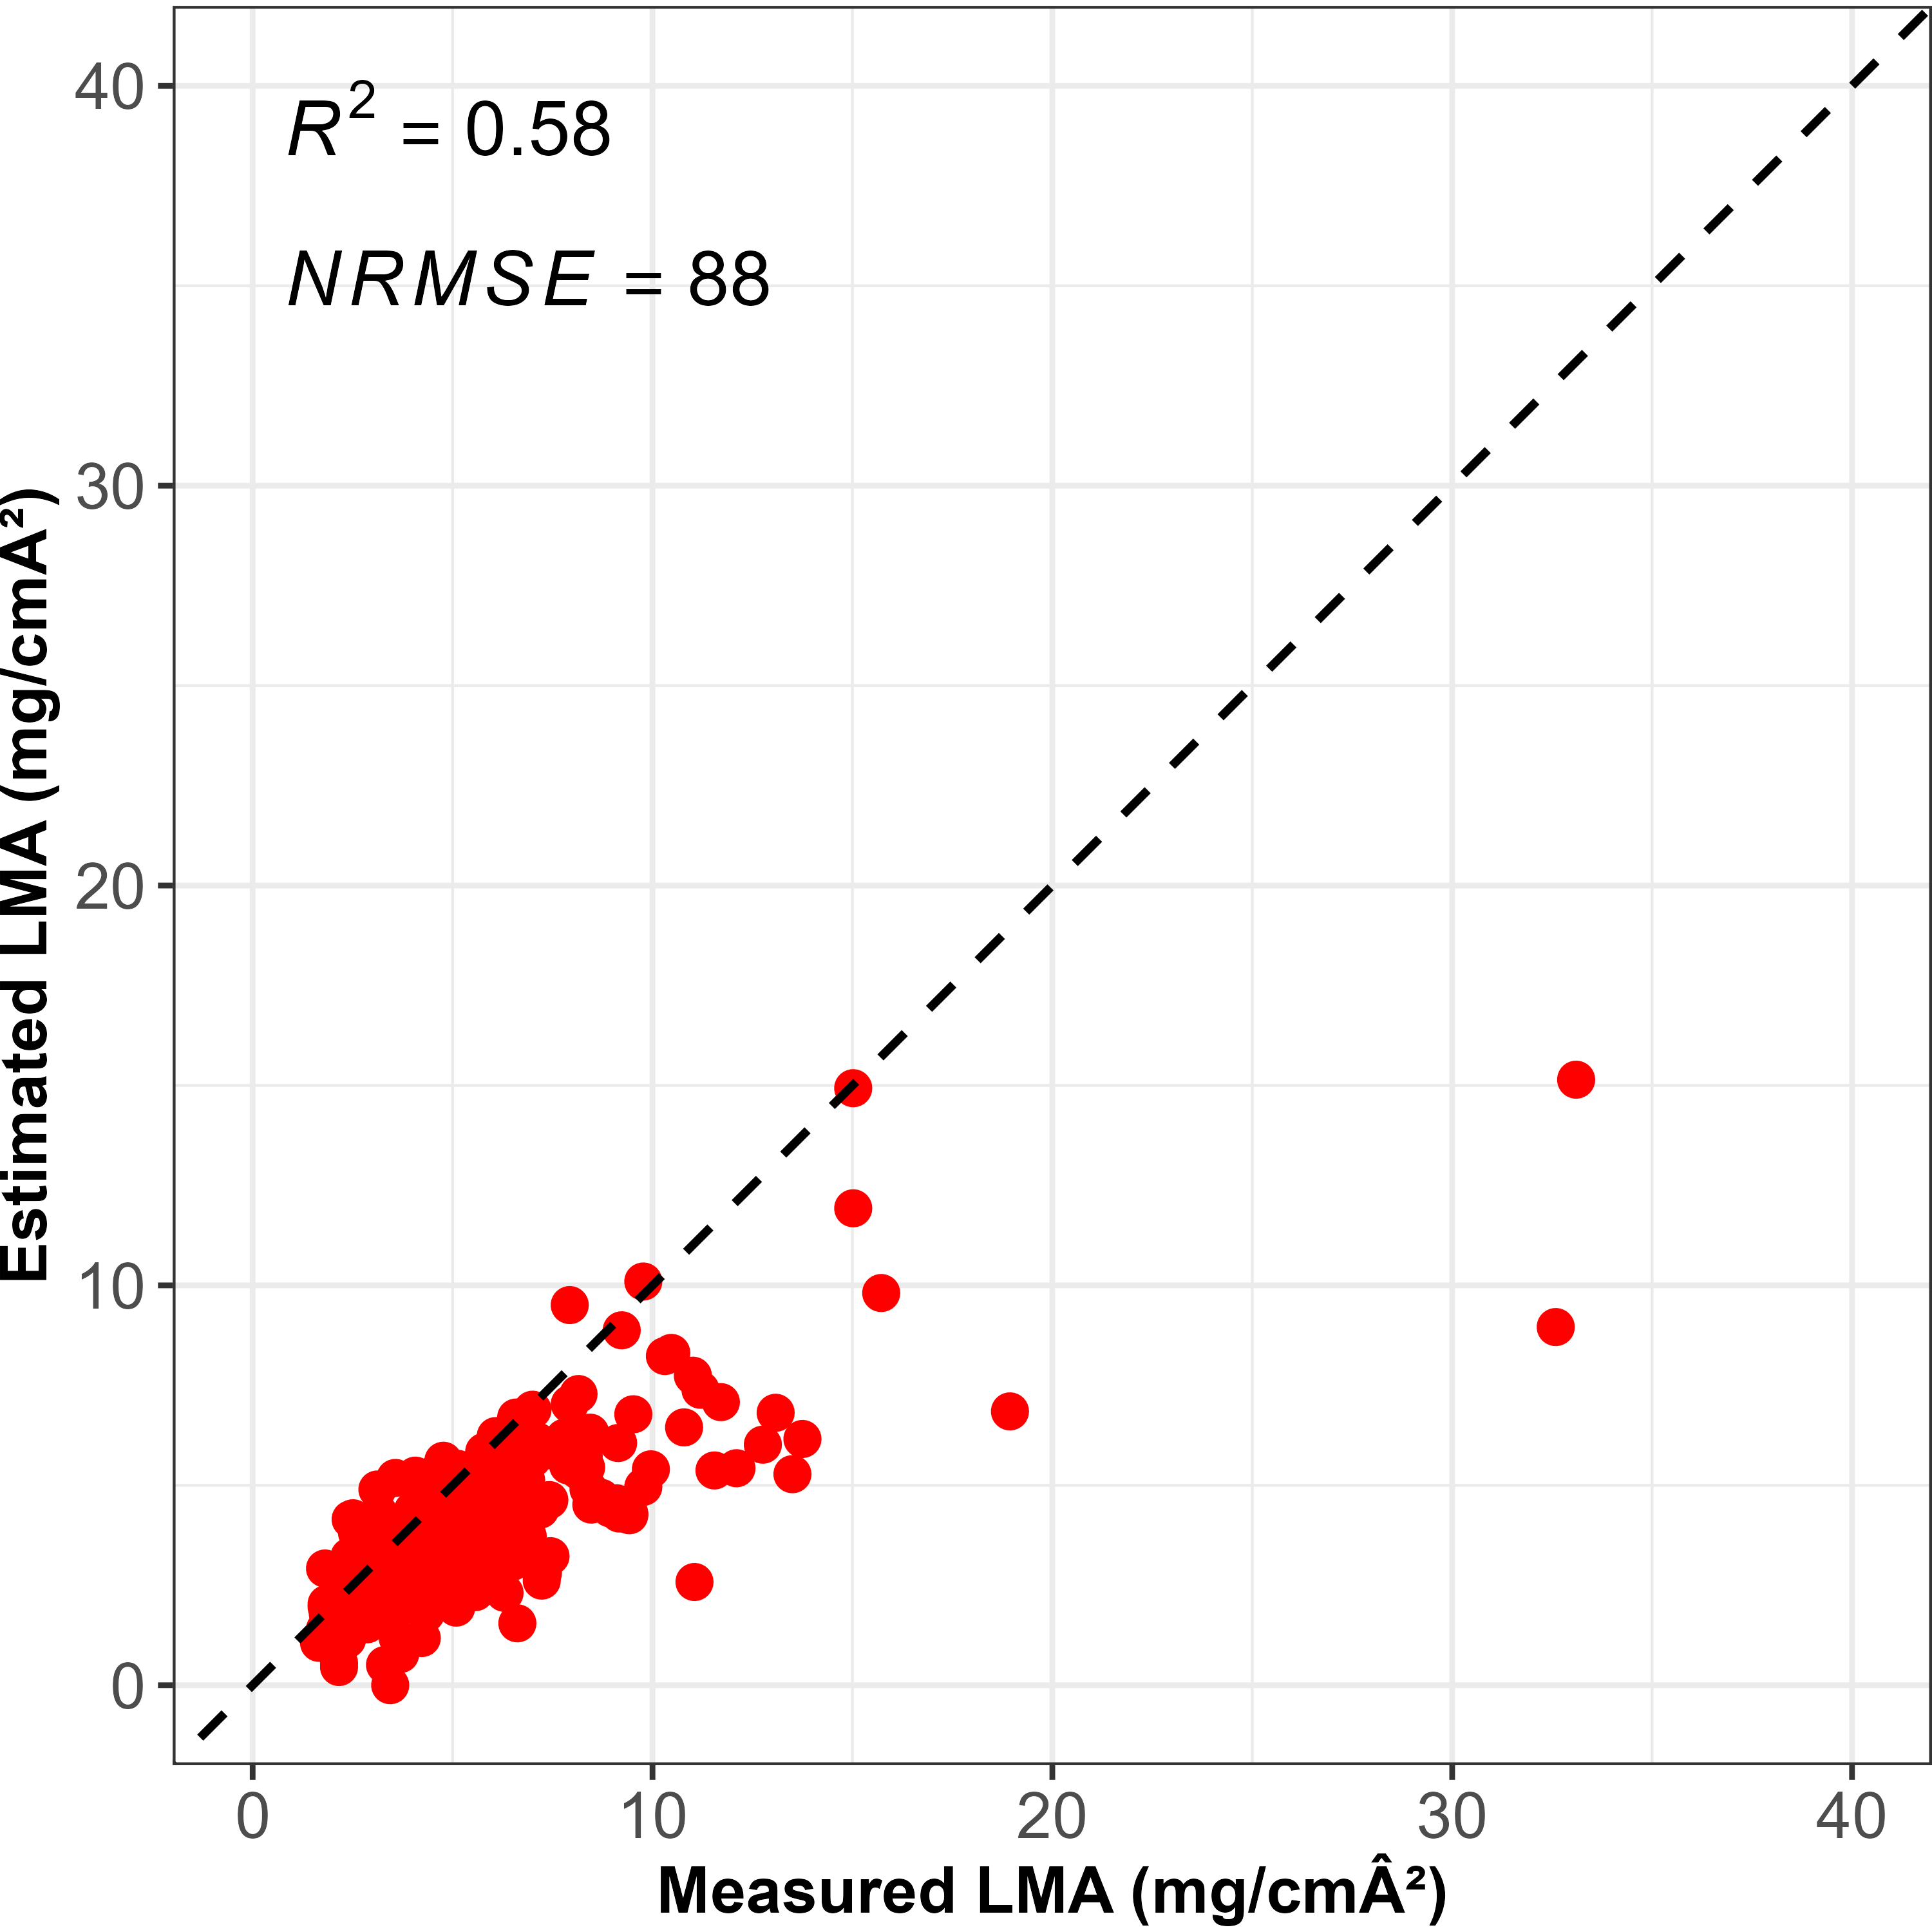 R² = 0.58
NRMSE = 88
40
30
20
10
0
Estimated LMA (mg/cmÂ²)
0 10 20 30 40
Measured LMA (mg/cmÂ²)